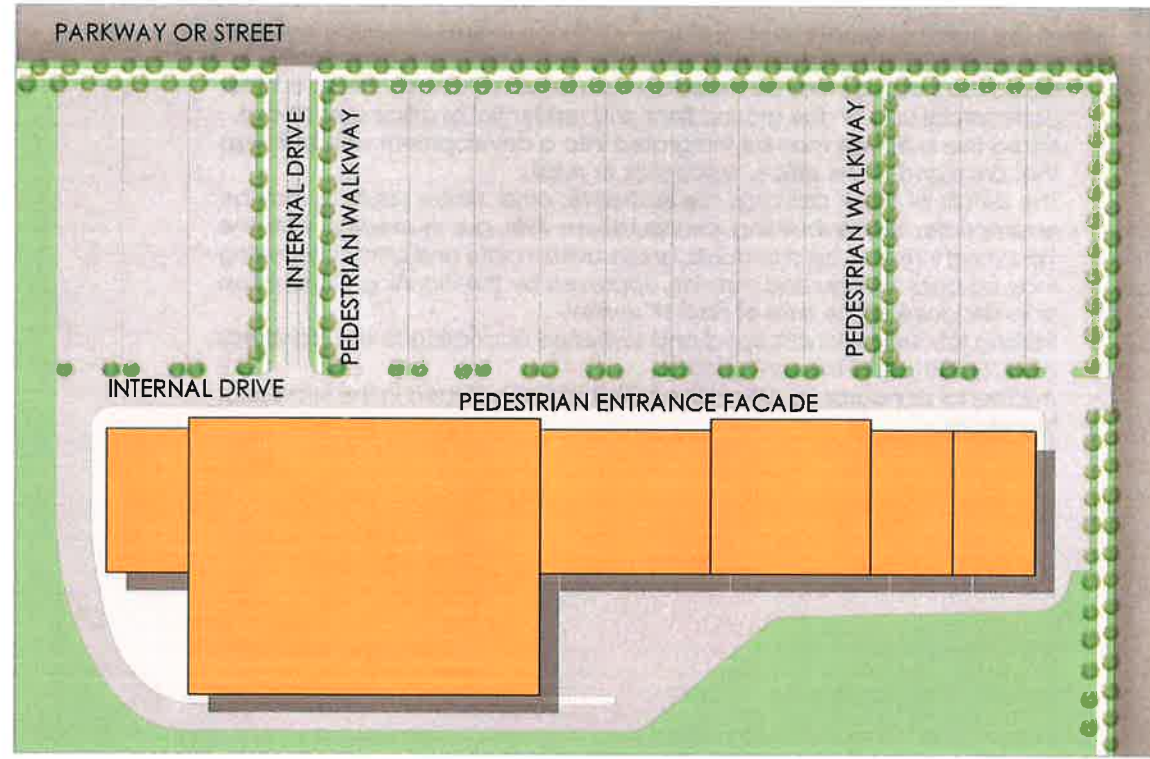 PARKWAY OR STREET
INTERNAL DRIVE
PEDESTRIAN WALKWAY
PEDESTRIAN WALKWAY
INTERNAL DRIVE
PEDESTRIAN ENTRANCE FACADE